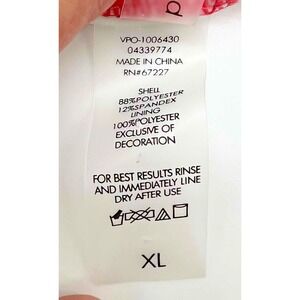 VPO-1006430
04339774
MADE IN CHINA
RN#67227
SHELL
88%POLYESTER
12%SPANDEX
LINING
100%POLYESTER
EXCLUSIVE OF
DECORATION
FOR BEST RESULTS RINSE
AND IMMEDIATELY LINE
DRY AFTER USE
XL